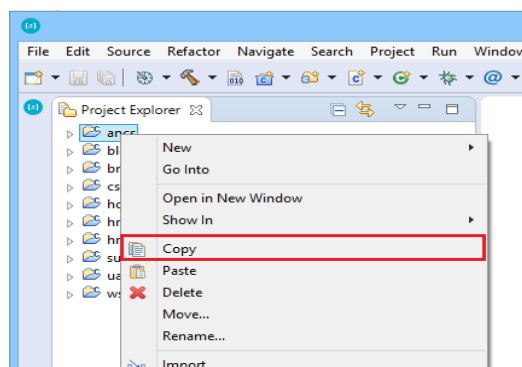 File Edit Source Refactor Navigate Search Project Run Window
Project Explorer
ancs
New
Go Into
Open in New Window
Show In
Copy
Paste
Delete
Move...
Rename...
Import